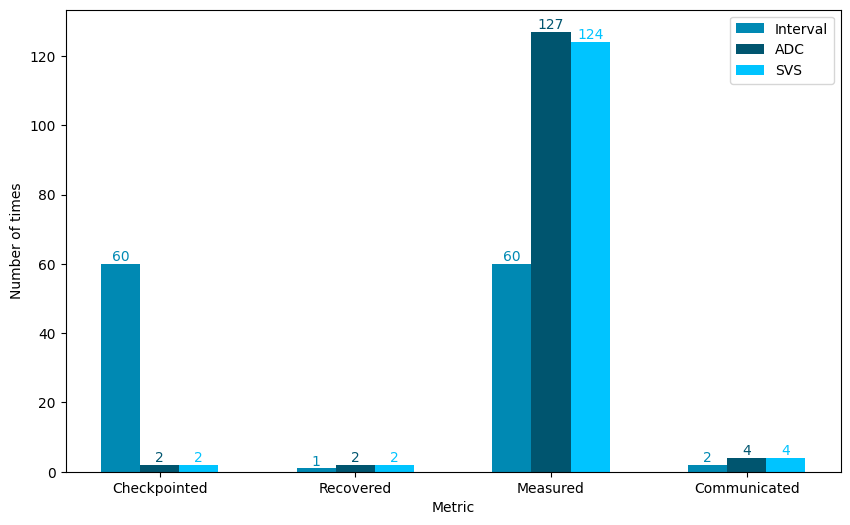 Interval
ADC
SVS
Number of times
120
100
80
60
40
20
0
60
2
2
1
2
2
60
127
124
2
4
4
Checkpointed
Recovered
Measured
Communicated
Metric